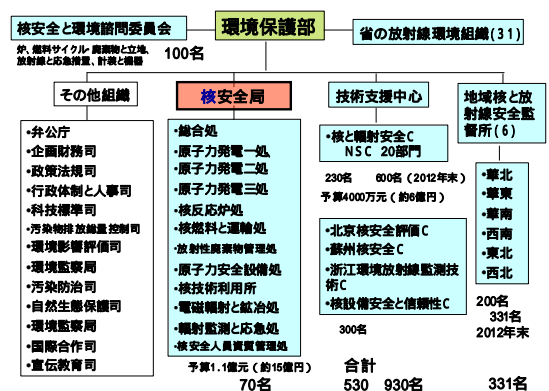 核安全と環境諮問委員会
環境保護部
省の放射線環境組織(31)
炉、燃料サイクル・廃棄物と立地、
放射線と応急措置、計装と機器
100名
その他組織
核安全局
技術支援中心
地域核と放
射線安全監
督所(6)
•弁公庁
•企画財務司
•政策法規司
•行政体制と人事司
•科技標準司
•汚染物排放総量控制司
•環境影響評価司
•環境監察局
•汚染防治司
•自然生態保護司
•環境監察局
•国際合作司
•宣伝教育司
•総合処
•原子力発電一処、
•原子力発電二処
•原子力発電三処
•核反応炉処
•核燃料と運輸処
•放射性廃棄物管理処
•原子力安全設備処
•核技術利用所
•電磁輻射と鉱冶処
•輻射監測と応急処
•核安全人員資質管理処
予算1.1億元(約15億円)
70名
•核と輻射安全C
NSC 20部門
230名 600名(2012年末)
予算4000万元(約6億円)
•北京核安全評価C
•蘇州核安全C
•浙江環境放射線監測技
術C
•核設備安全と信頼性C
300名
合計
530 930名
•華北
•華東
•華南
•西南
•東北
•西北
200名
331名
2012年末
331名